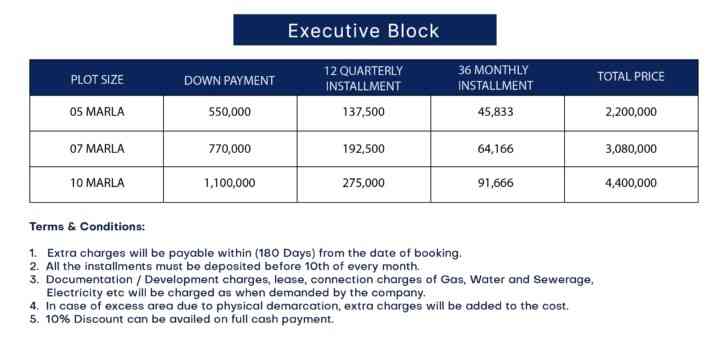 Executive Block
PLOT SIZE DOWN PAYMENT 12 QUARTERLY INSTALLMENT 36 MONTHLY INSTALLMENT TOTAL PRICE
05 MARLA 550,000 137,500 45,833 2,200,000
07 MARLA 770,000 192,500 64,166 3,080,000
10 MARLA 1,100,000 275,000 91,666 4,400,000
Terms & Conditions:
1. Extra charges will be payable within (180 Days) from the date of booking.
2. All the installments must be deposited before 10th of every month.
3. Documentation / Development charges, lease, connection charges of Gas, Water and Sewerage,
Electricity etc will be charged as when demanded by the company.
4. In case of excess area due to physical demarcation, extra charges will be added to the cost.
5. 10% Discount can be availed on full cash payment.